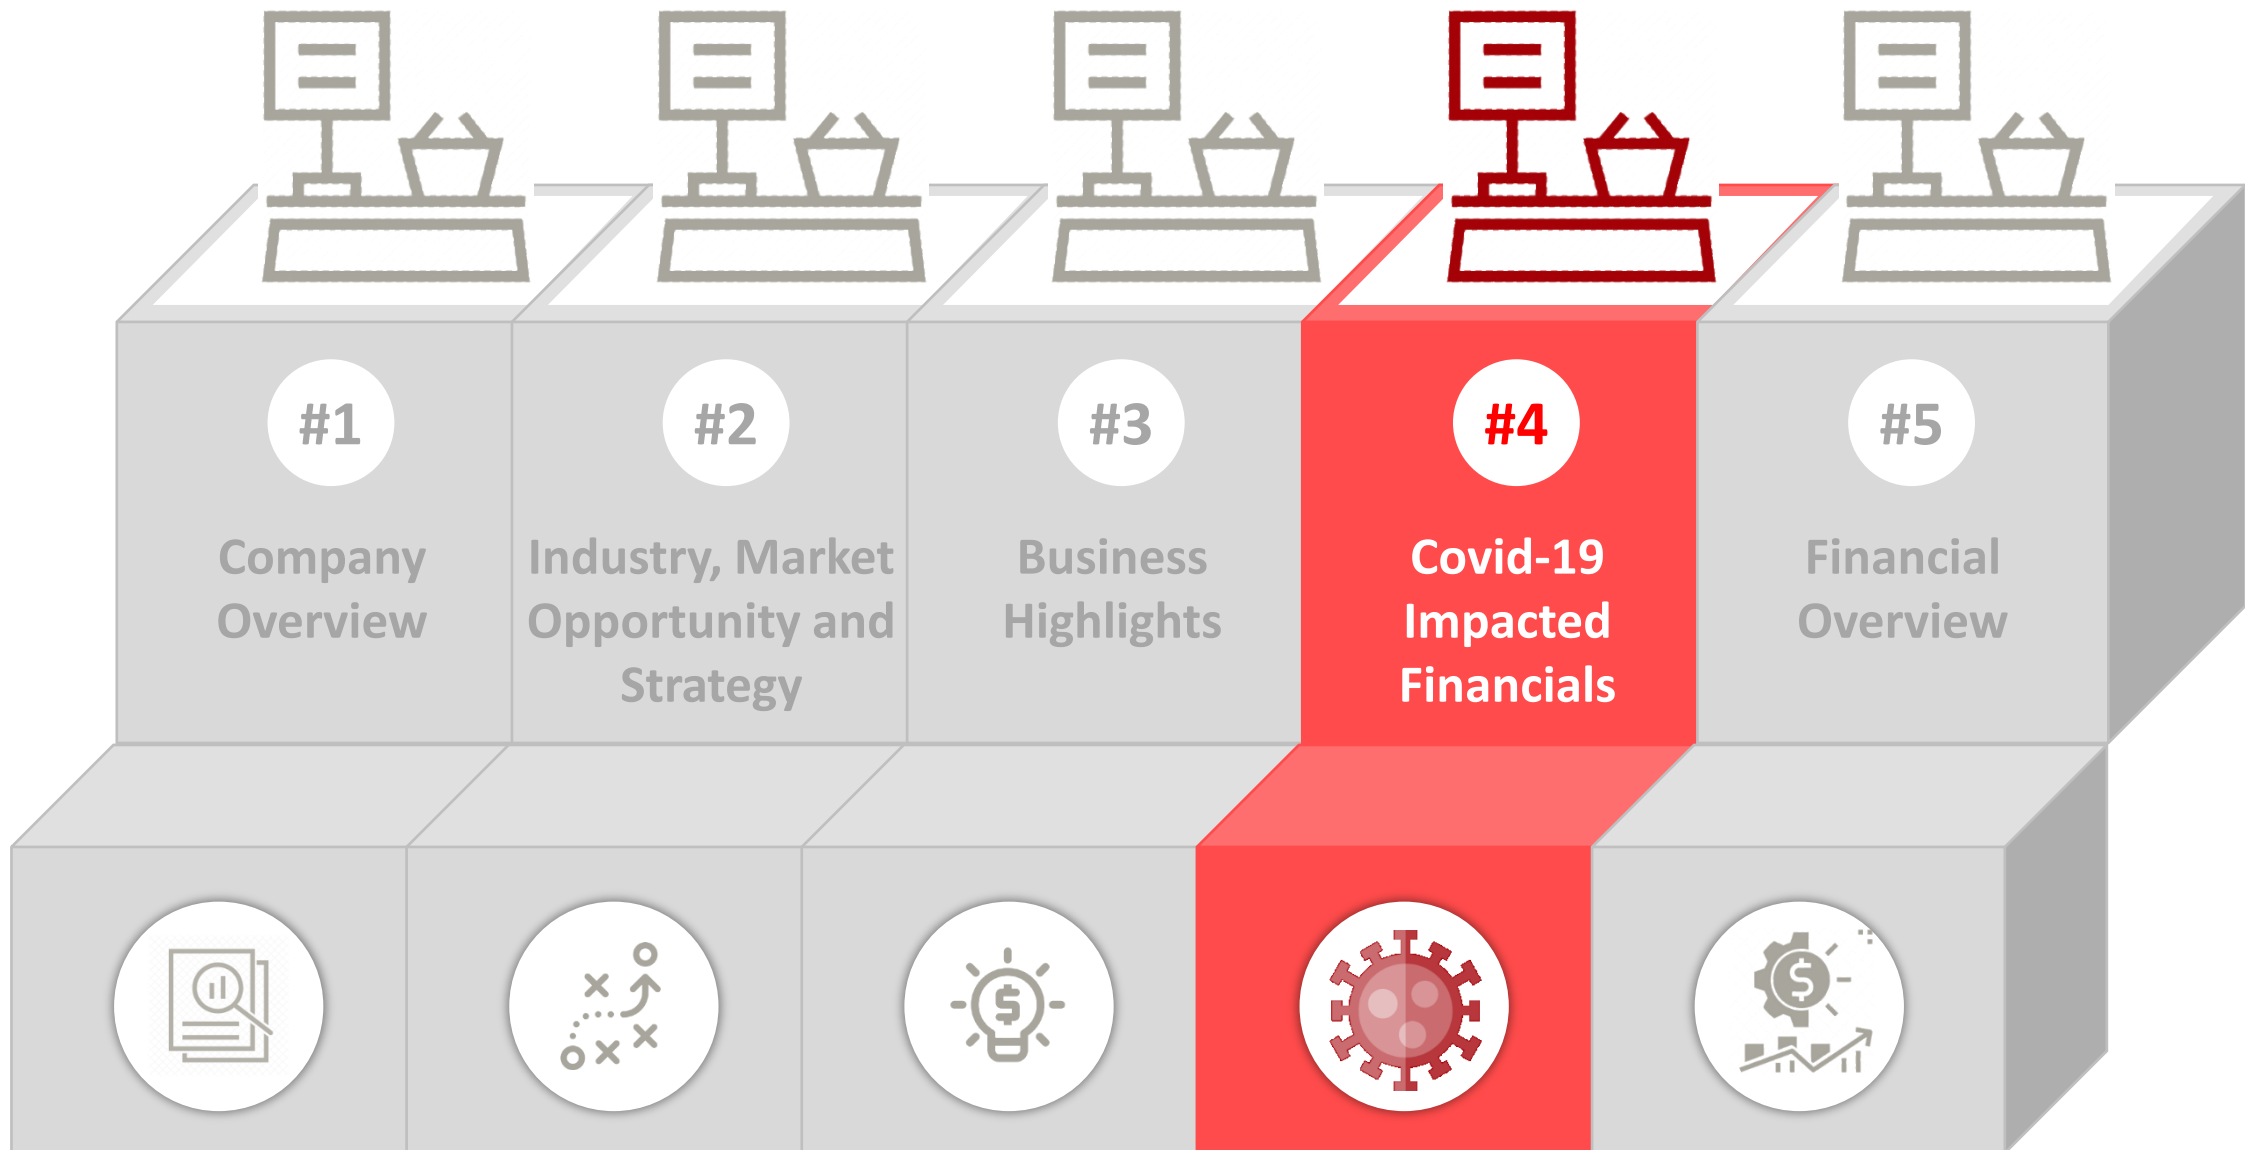 #1
Company
Overview
#2
Industry, Market
Opportunity and
Strategy
#3
Business
Highlights
#4
Covid-19
Impacted
Financials
#5
Financial
Overview
$
$